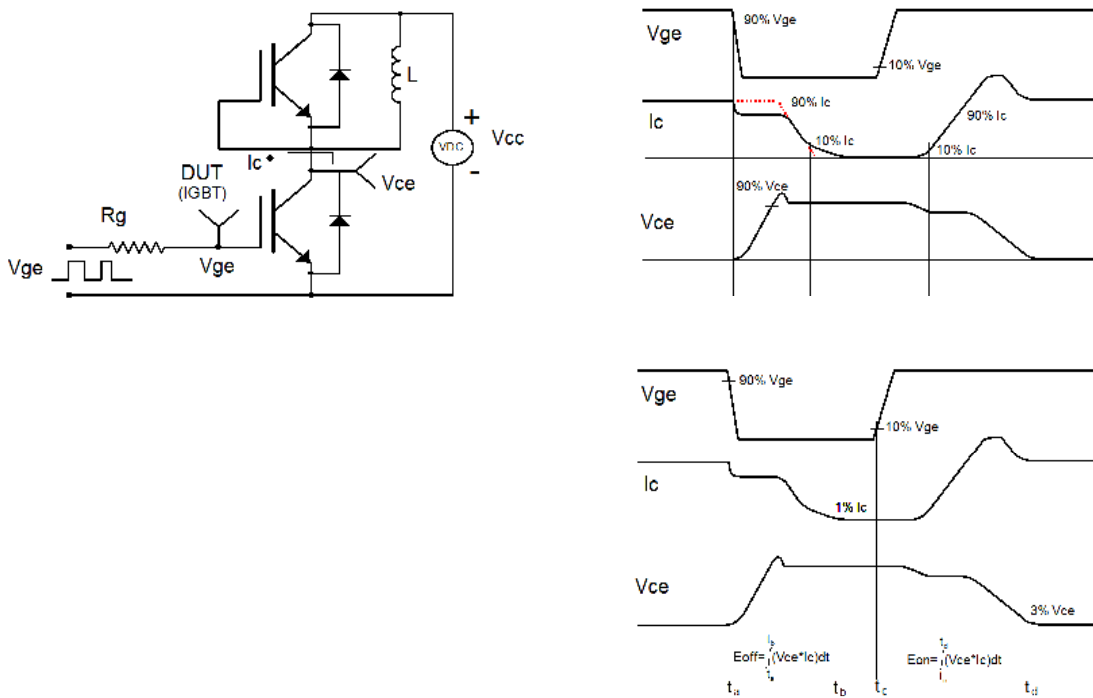 L
+
VDC
Vcc
-
Ic
Vce
DUT
(IGBT)
Rg
Vge
Vge
Vge
90% Vge
10% Vge
Ic
90% Ic
10% Ic
90% Ic
10% Ic
Vce
90% Vce
Vge
90% Vge
10% Vge
Ic
1% Ic
Vce
3% Vce
Eoff=∫(Vce*Ic)dt
Eon=∫(Vce*Ic)dt
ta
tb
tc
td